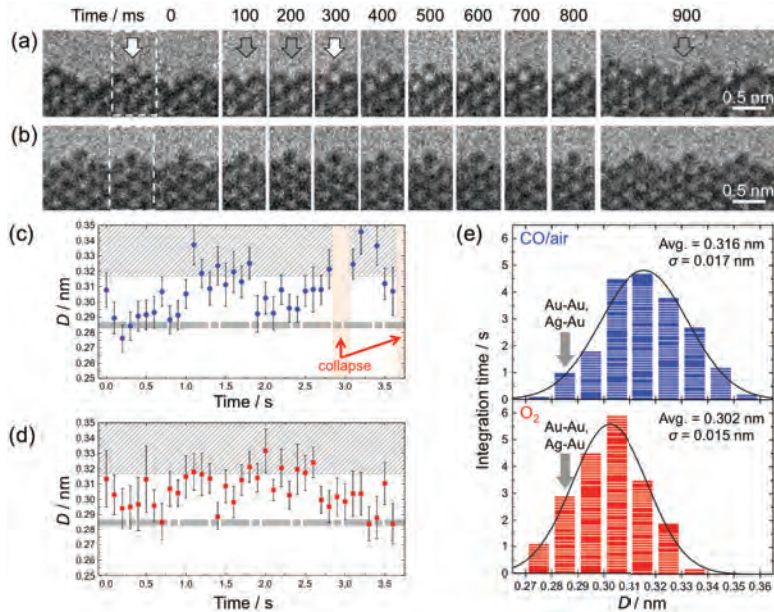 Time / ms 0 100 200 300 400 500 600 700 800 900
(a)
0.5 nm
(b)
0.5 nm
(c)
0.35
0.34
0.33
0.32
0.31
0.30
0.29
0.28
0.27
0.26
0.25
D / nm
collapse
0.0 0.5 1.0 1.5 2.0 2.5 3.0 3.5
Time / s
(d)
0.35
0.34
0.33
0.32
0.31
0.30
0.29
0.28
0.27
0.26
0.25
D / nm
0.0 0.5 1.0 1.5 2.0 2.5 3.0 3.5
Time / s
(e)
CO/air
Avg. = 0.316 nm
σ = 0.017 nm
Au-Au,
Ag-Au
6
5
4
3
2
1
0
Integration time / s
O2
Avg. = 0.302 nm
σ = 0.015 nm
Au-Au,
Ag-Au
6
5
4
3
2
1
0
0.27 0.28 0.29 0.30 0.31 0.32 0.33 0.34 0.35 0.36
D / nm